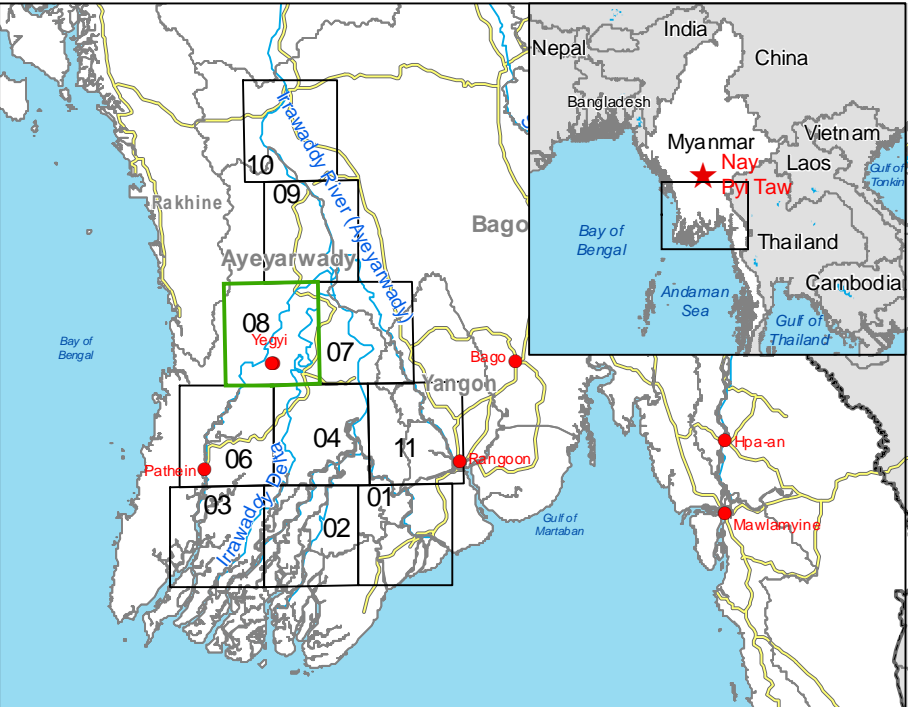 India
China
Nepal
Bangladesh
Myanmar
Vietnam
Laos
Nay
Pyi Taw
Gulf of
Tonkin
Thailand
Bay of
Bengal
Andaman
Sea
Cambodia
Gulf of
Thailand
Irrawaddy River (Ayeyarwady)
10
09
Rakhine
Bago
Ayeyarwady
08
Yegyi
07
Bay of
Bengal
Bago
Yangon
04
11
06
Pathein
Rangoon
Hpa-an
Irrawaddy Delta
03
01
02
Gulf of
Martaban
Mawlamyine